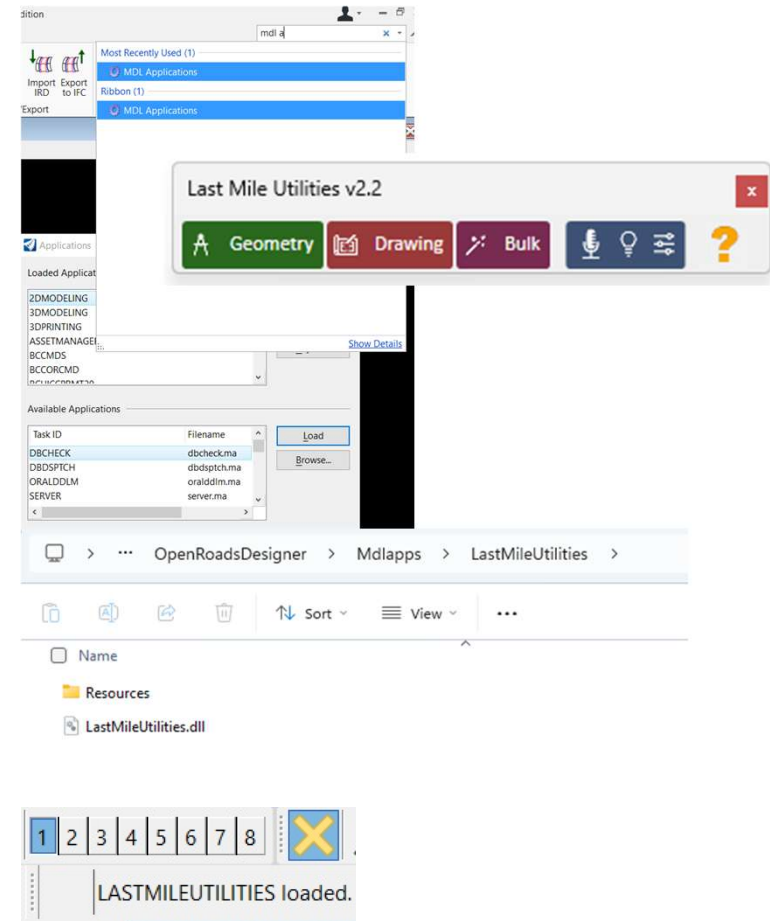 dition
mdl a
Most Recently Used (1)
MDL Applications
Ribbon (1)
MDL Applications
Import IRD
Export to IFC
Export
Last Mile Utilities v2.2
Geometry
Drawing
Bulk
?
Applications
Loaded Applicat
2DMODELING
3DMODELING
3DPRINTING
ASSETMANAGE
BCCMDS
BCCORCMD
Show Details
Available Applications
Task ID Filename
Load
DBCHECK dbcheck.ma
Browse...
DBDSPTCH dbdsptch.ma
ORALDDLM oralddlm.ma
SERVER server.ma
> ... OpenRoadsDesigner > Mdlapps > LastMileUtilities >
Sort View ...
Name
Resources
LastMileUtilities.dll
1 2 3 4 5 6 7 8
LASTMILEUTILITIES loaded.